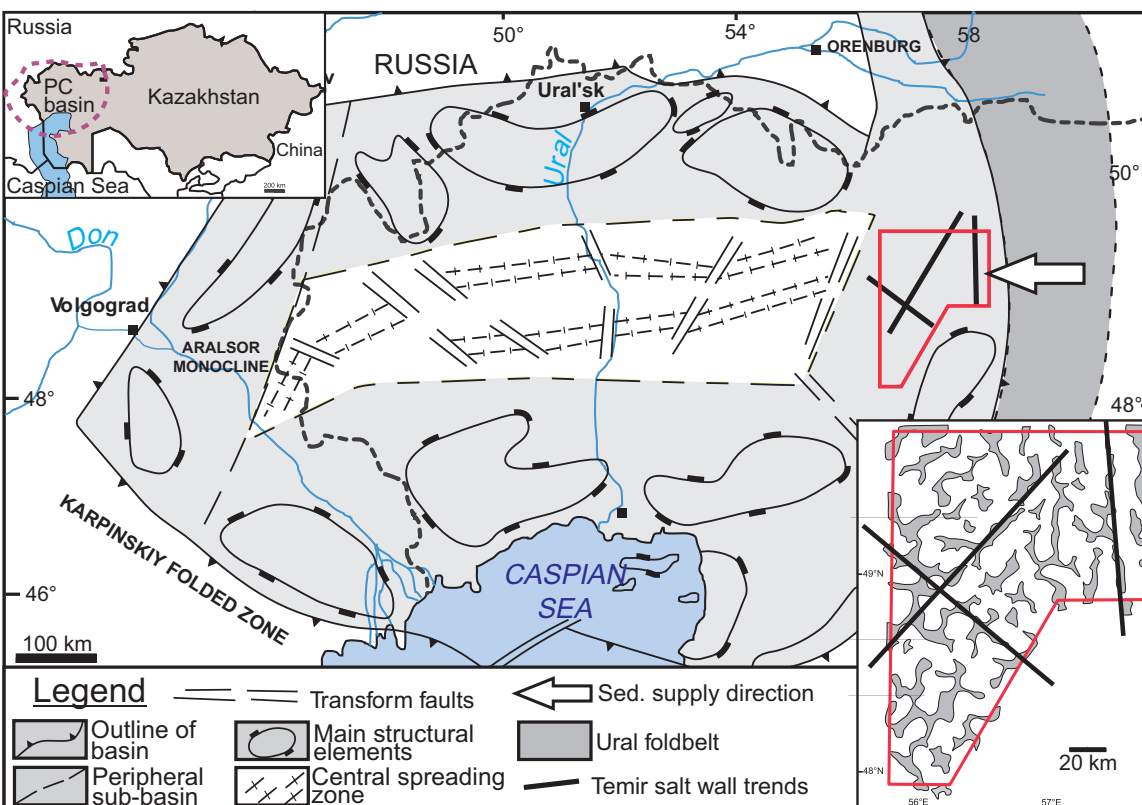 Russia
PC
basin
Kazakhstan
China
Caspian Sea
200 km
50°
54°
58
RUSSIA
ORENBURG
Ural'sk
Ural
50°
Don
Volgograd
ARALSOR
MONOCLINE
48°
48°
KARPINSKIY FOLDED ZONE
46°
CASPIAN
SEA
100 km
49°N
48°N
56°E
57°E
20 km
Legend
Transform faults
Sed. supply direction
Outline of
basin
Main structural
elements
Ural foldbelt
Peripheral
sub-basin
Central spreading
zone
Temir salt wall trends